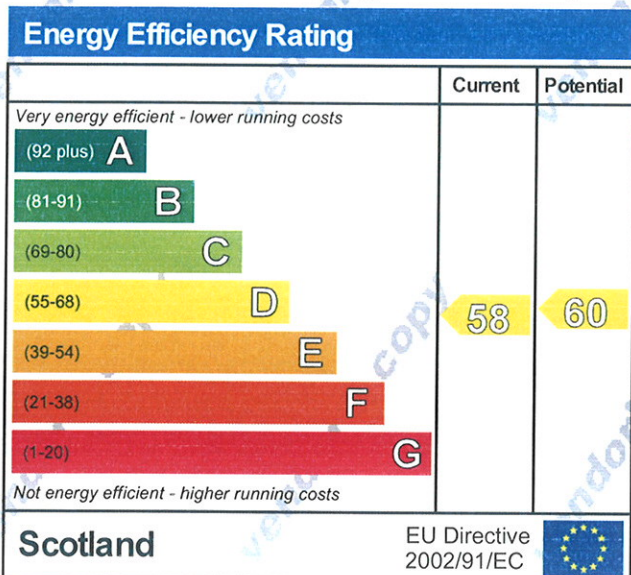 Energy Efficiency Rating
Current Potential
Very energy efficient - lower running costs
(92 plus) A
(81-91) B
(69-80) C
(55-68) D
58 60
(39-54) E
(21-38) F
(1-20) G
Not energy efficient - higher running costs
Scotland
EU Directive
2002/91/EC
copy